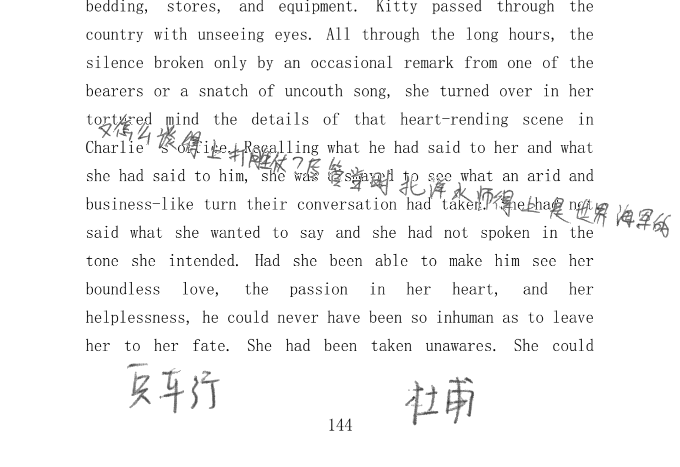 bedding, stores, and equipment. Kitty passed through the
country with unseeing eyes. All through the long hours, the
silence broken only by an occasional remark from one of the
bearers or a snatch of uncouth song, she turned over in her
tortured mind the details of that heart-rending scene in
Charlie 's office. Recalling what he had said to her and what
she had said to him, she was dismayed to see what an arid and
business-like turn their conversation had taken. She had not
said what she wanted to say and she had not spoken in the
tone she intended. Had she been able to make him see her
boundless love, the passion in her heart, and her
helplessness, he could never have been so inhuman as to leave
her to her fate. She had been taken unawares. She could
又怎么谈得上打胜仗？尽管当时北洋水师得上是世界海军的
兵车行 杜甫
144